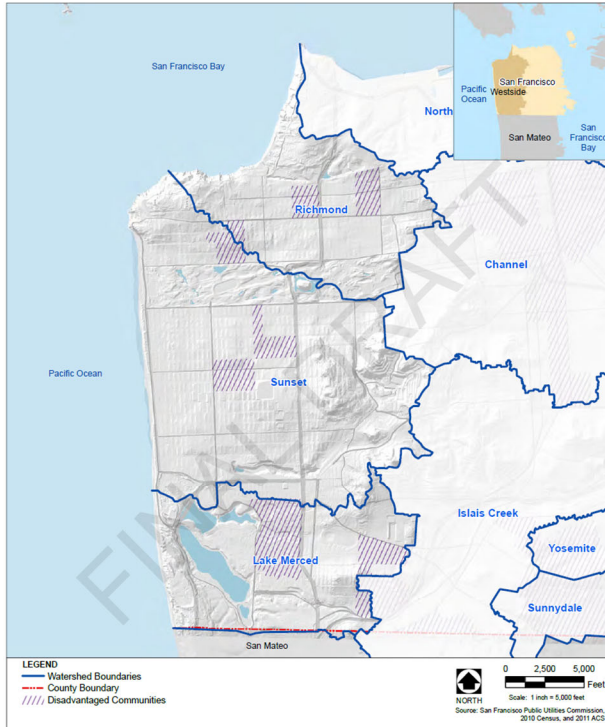 San Francisco Bay
San Francisco
Pacific
Ocean
Westside
San Mateo
San
Francisco
Bay
North
Richmond
Channel
Pacific Ocean
Sunset
Islais Creek
Lake Merced
Yosemite
Sunnydale
San Mateo
FINAL DRAFT
LEGEND
Watershed Boundaries
County Boundary
Disadvantaged Communities
NORTH
0 2,500 5,000
Feet
Scale: 1 inch = 5,000 feet
Source: San Francisco Public Utilities Commission,
2010 Census, and 2011 ACS